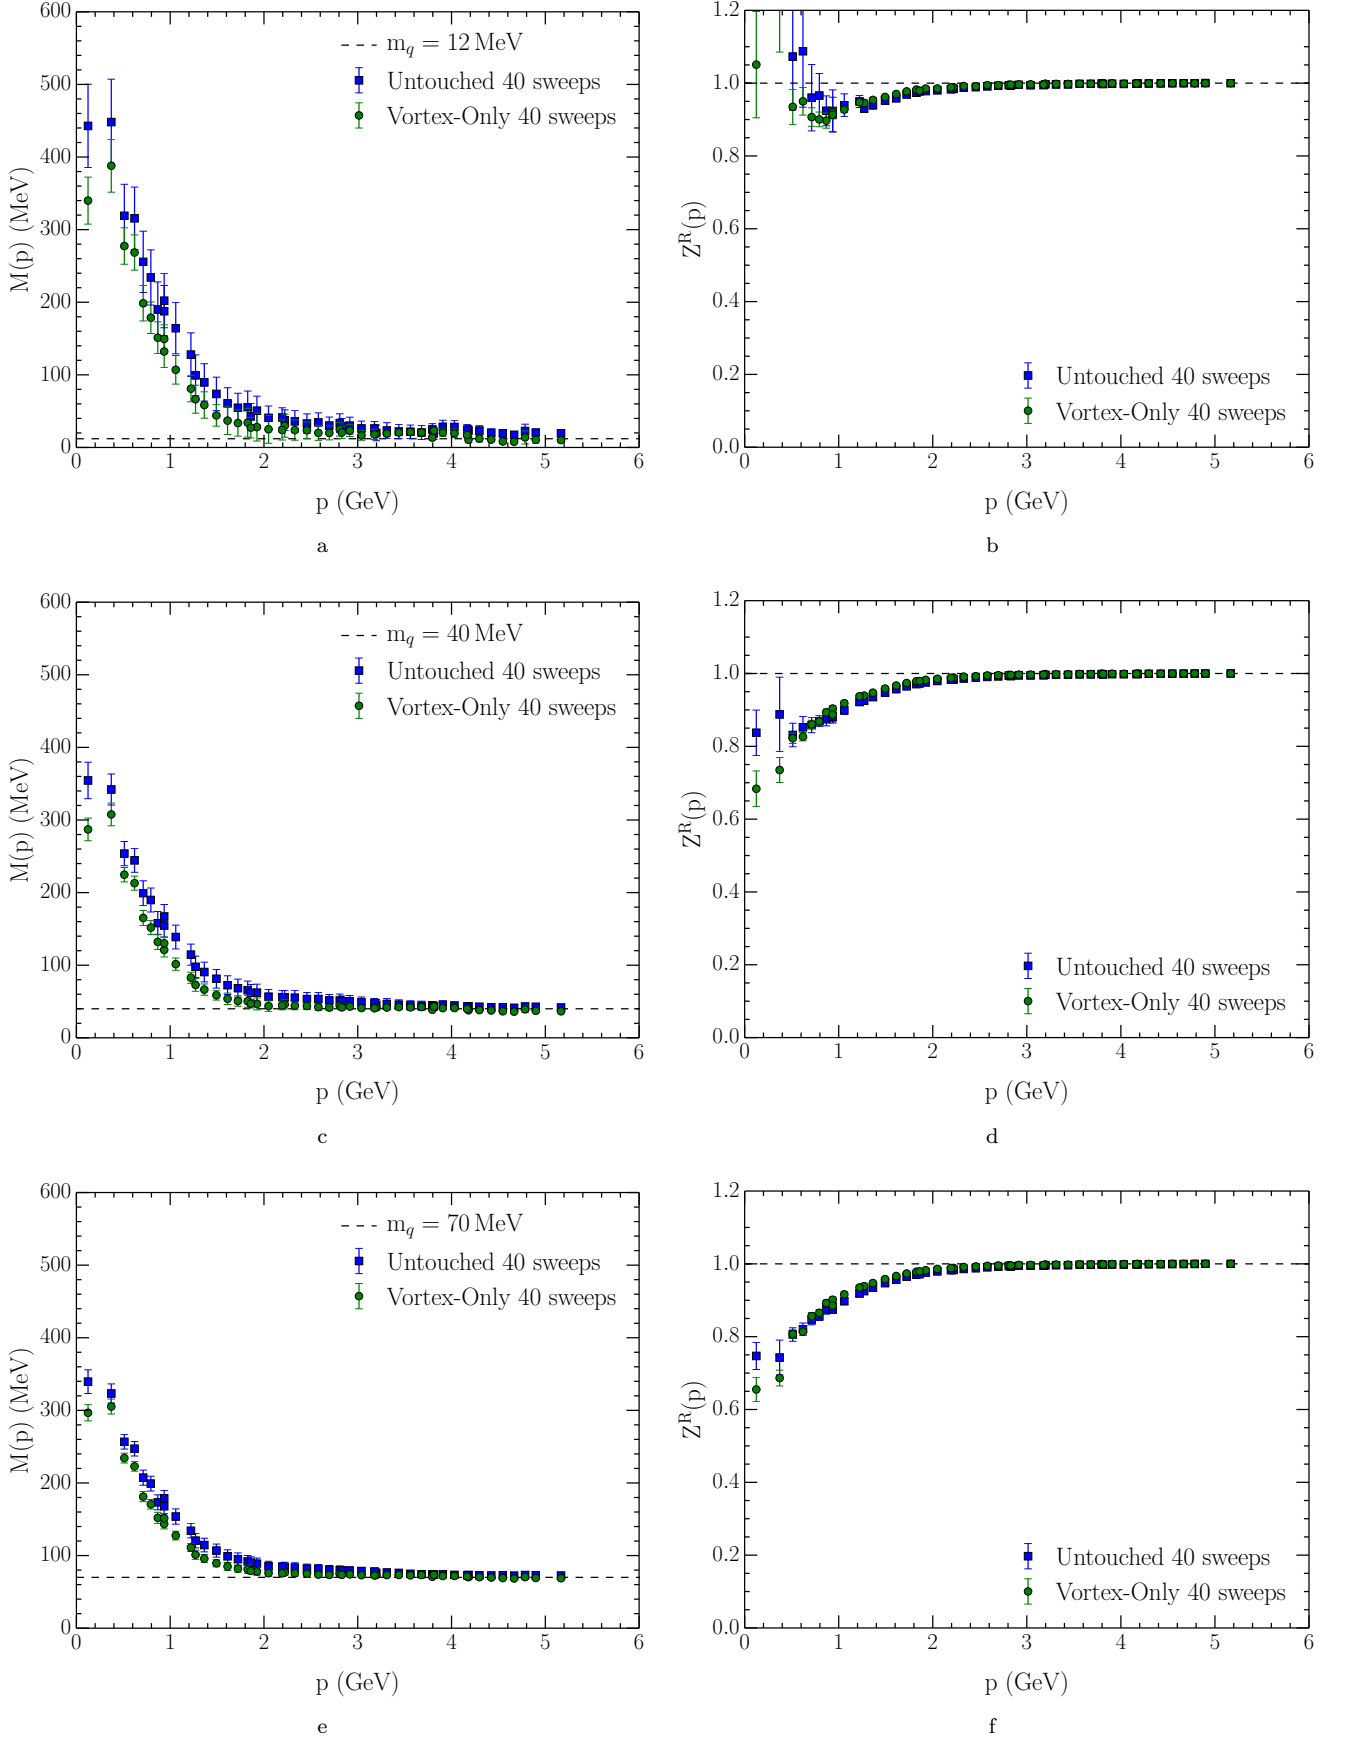 600
500
400
300
200
100
0
M(p) (MeV)
m_q = 12 MeV
Untouched 40 sweeps
Vortex-Only 40 sweeps
0 1 2 3 4 5 6
p (GeV)
a
1.2
1.0
0.8
0.6
0.4
0.2
0.0
Z^R(p)
Untouched 40 sweeps
Vortex-Only 40 sweeps
0 1 2 3 4 5 6
p (GeV)
b
600
500
400
300
200
100
0
M(p) (MeV)
m_q = 40 MeV
Untouched 40 sweeps
Vortex-Only 40 sweeps
0 1 2 3 4 5 6
p (GeV)
c
1.2
1.0
0.8
0.6
0.4
0.2
0.0
Z^R(p)
Untouched 40 sweeps
Vortex-Only 40 sweeps
0 1 2 3 4 5 6
p (GeV)
d
600
500
400
300
200
100
0
M(p) (MeV)
m_q = 70 MeV
Untouched 40 sweeps
Vortex-Only 40 sweeps
0 1 2 3 4 5 6
p (GeV)
e
1.2
1.0
0.8
0.6
0.4
0.2
0.0
Z^R(p)
Untouched 40 sweeps
Vortex-Only 40 sweeps
0 1 2 3 4 5 6
p (GeV)
f